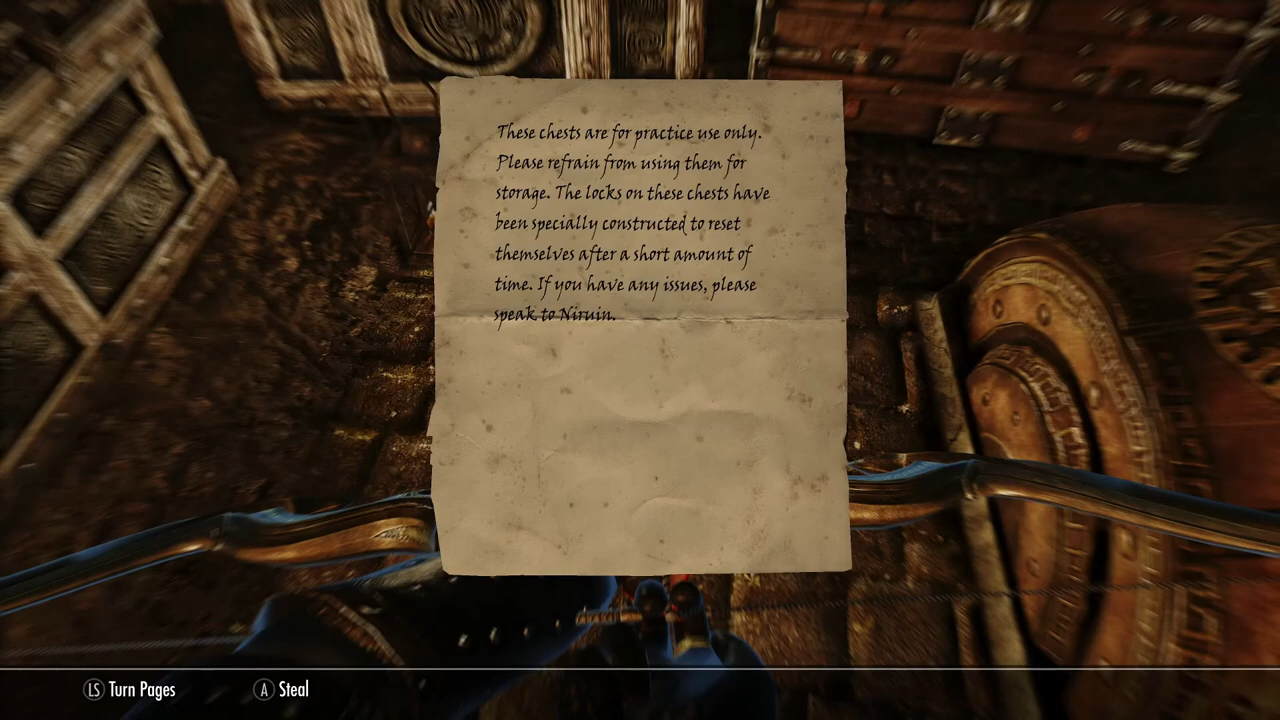 These chests are for practice use only.
Please refrain from using them for
storage. The locks on these chests have
been specially constructed to reset
themselves after a short amount of
time. If you have any issues, please
speak to Niruin.
LS Turn Pages
A Steal